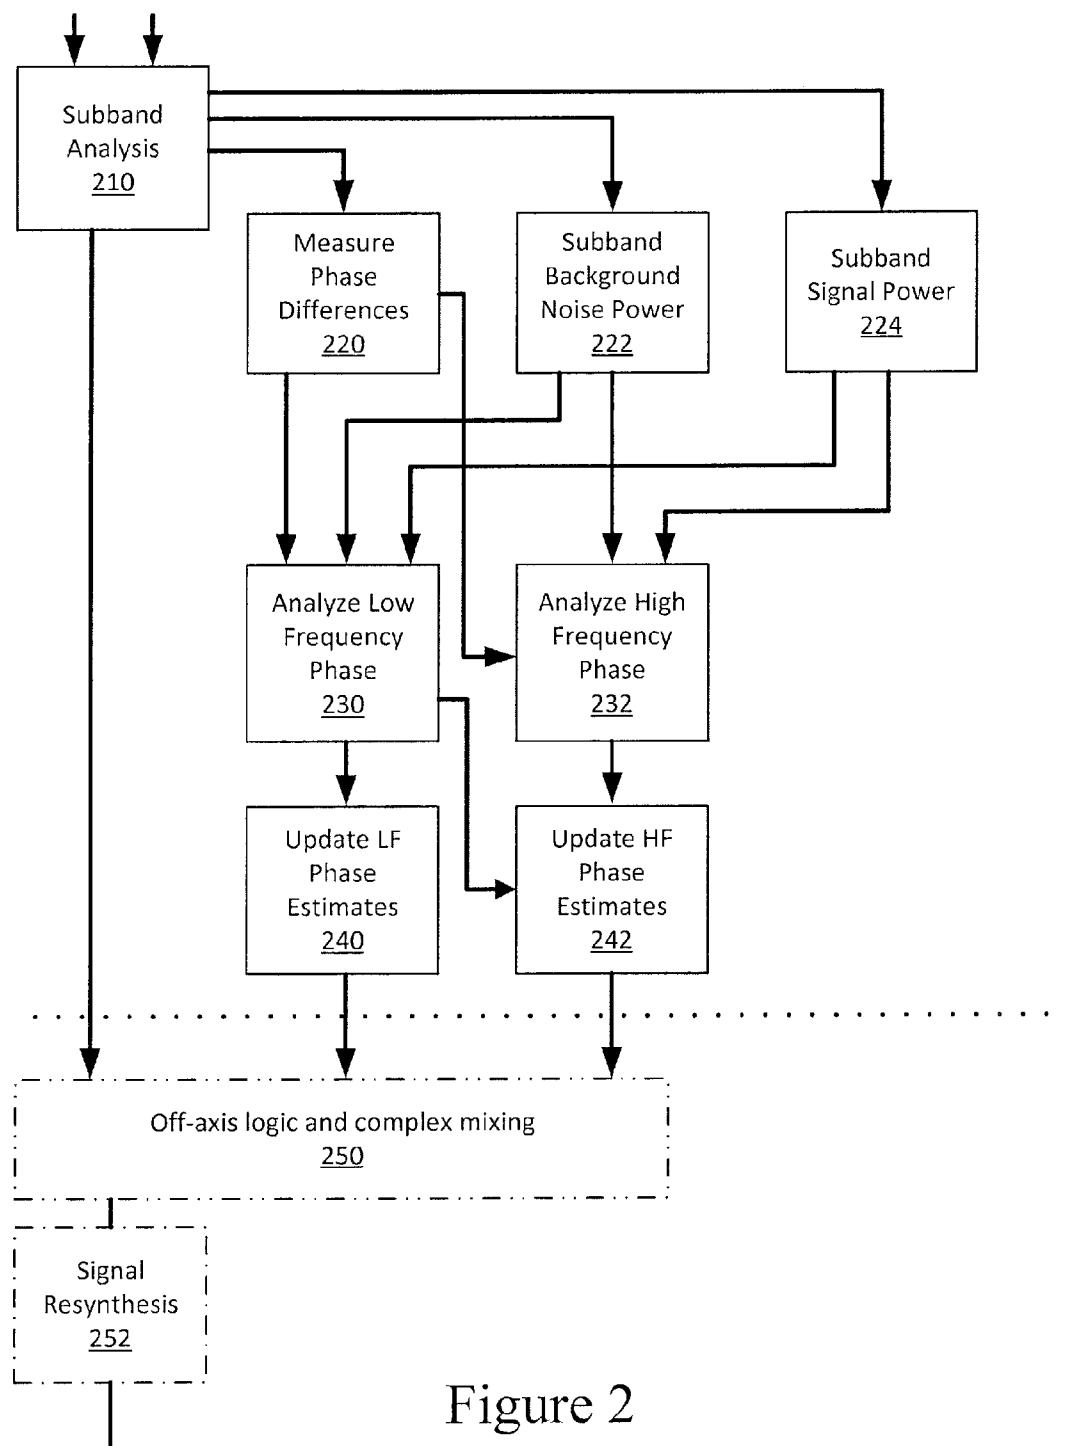 Subband
Analysis
210
Measure
Phase
Differences
220
Subband
Background
Noise Power
222
Subband
Signal Power
224
Analyze Low
Frequency
Phase
230
Analyze High
Frequency
Phase
232
Update LF
Phase
Estimates
240
Update HF
Phase
Estimates
242
Off-axis logic and complex mixing
250
Signal
Resynthesis
252
Figure 2